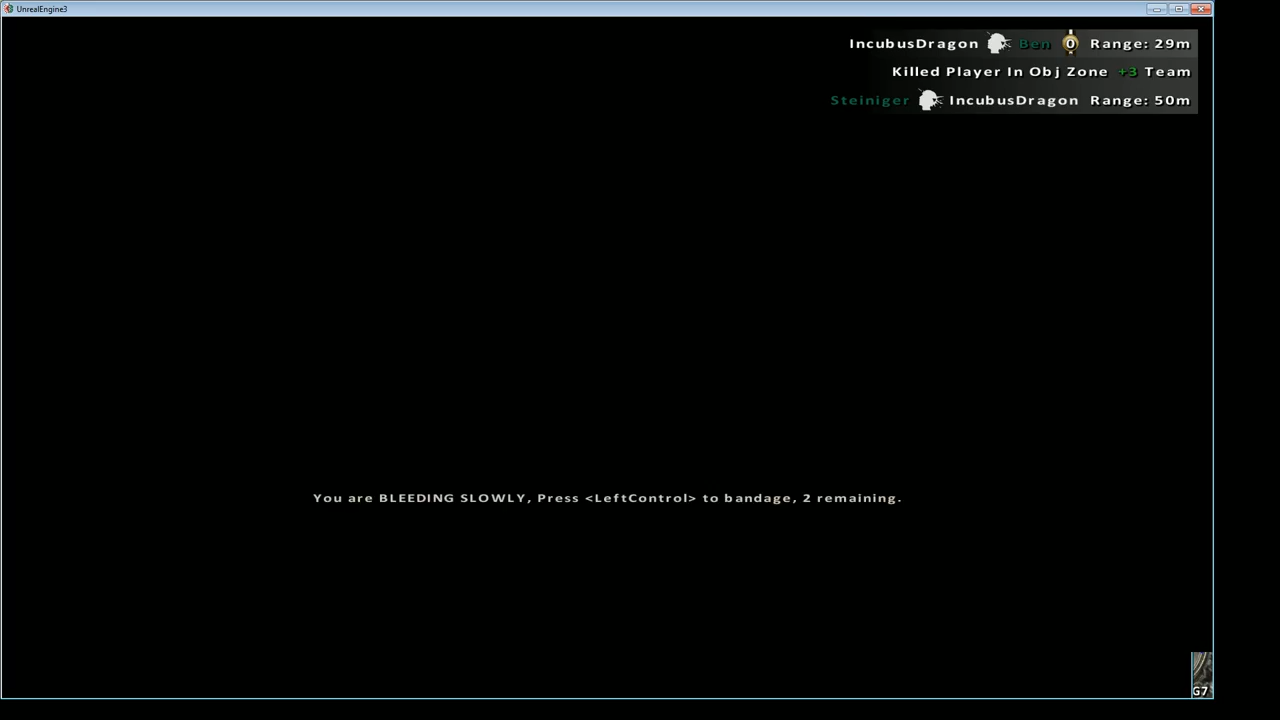 UnrealEngine3
IncubusDragon Ben 0 Range: 29m
Killed Player In Obj Zone +3 Team
Steiniger IncubusDragon Range: 50m
You are BLEEDING SLOWLY, Press <LeftControl> to bandage, 2 remaining.
G7